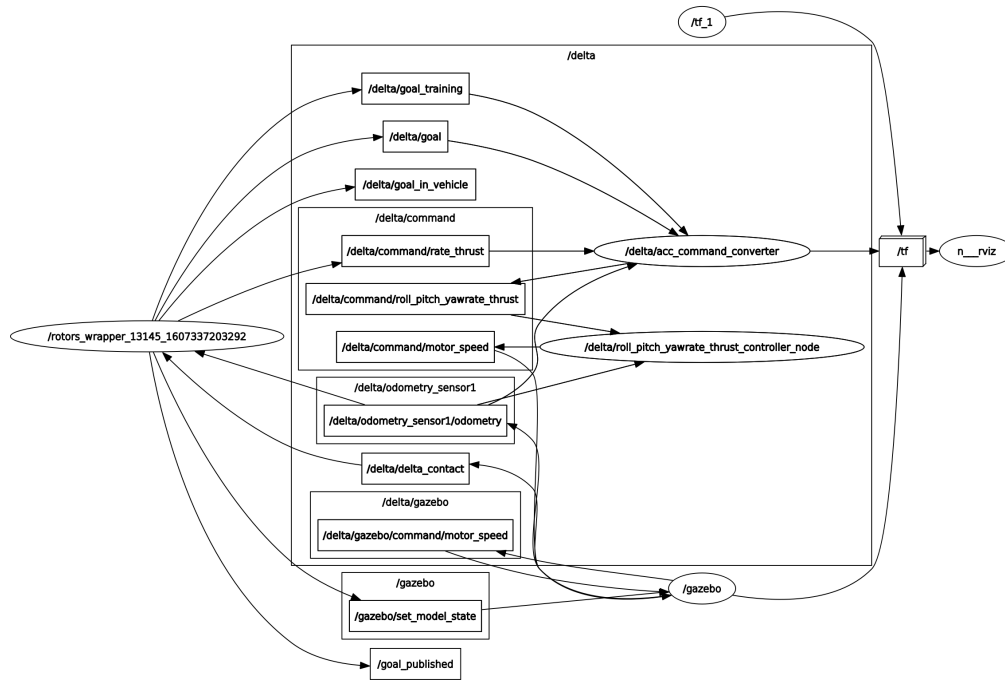 /tf_1
/delta
/delta/goal_training
/delta/goal
/delta/goal_in_vehicle
/delta/command
/delta/command/rate_thrust
/delta/acc_command_converter
/tf
n___rviz
/delta/command/roll_pitch_yawrate_thrust
/rotors_wrapper_13145_1607337203292
/delta/command/motor_speed
/delta/roll_pitch_yawrate_thrust_controller_node
/delta/odometry_sensor1
/delta/odometry_sensor1/odometry
/delta/delta_contact
/delta/gazebo
/delta/gazebo/command/motor_speed
/gazebo
/gazebo
/gazebo/set_model_state
/goal_published